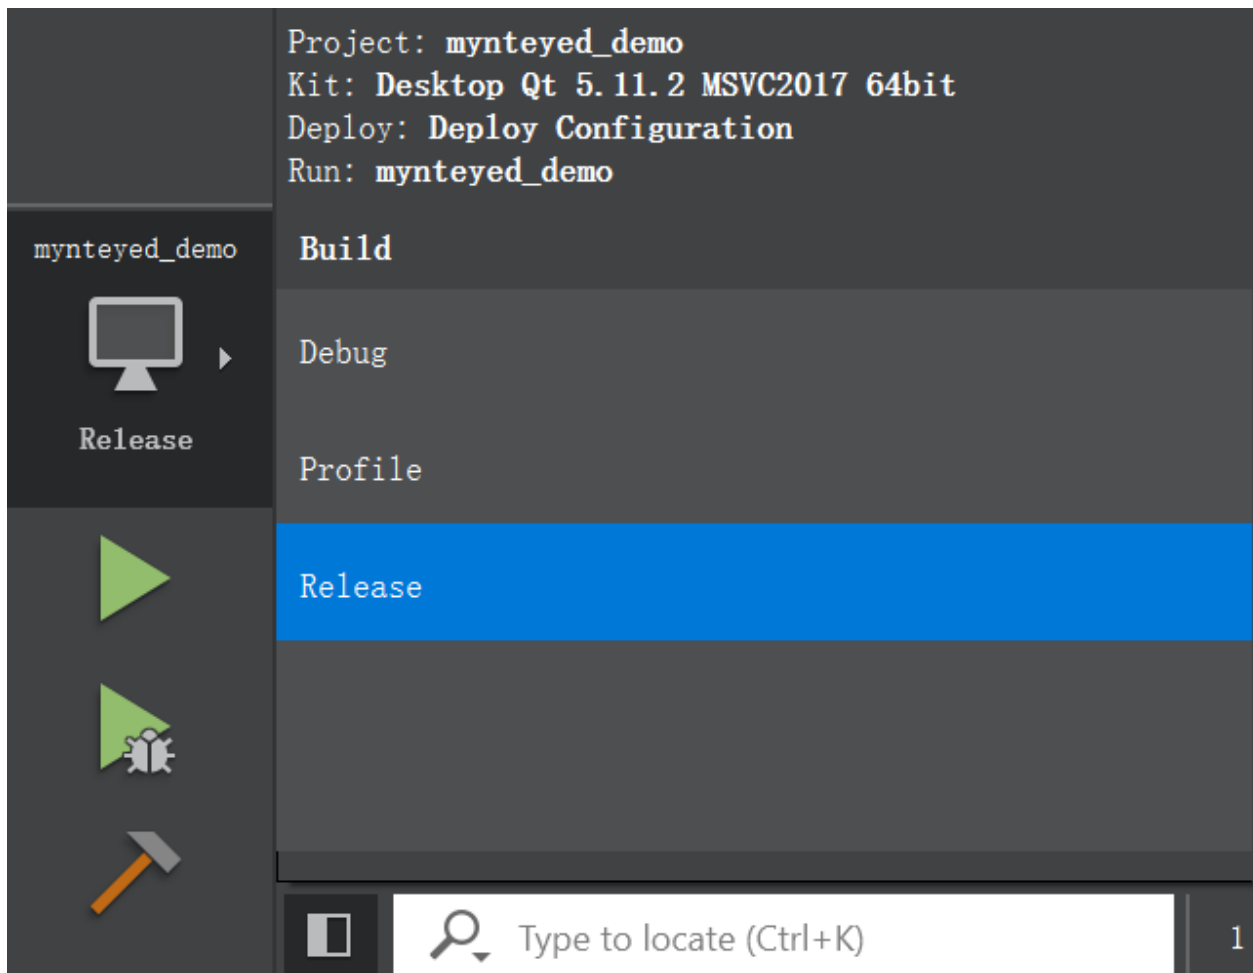 Project: mynteyed_demo
Kit: Desktop Qt 5.11.2 MSVC2017 64bit
Deploy: Deploy Configuration
Run: mynteyed_demo
mynteyed_demo
Release
Build
Debug
Profile
Release
Type to locate (Ctrl+K)
1